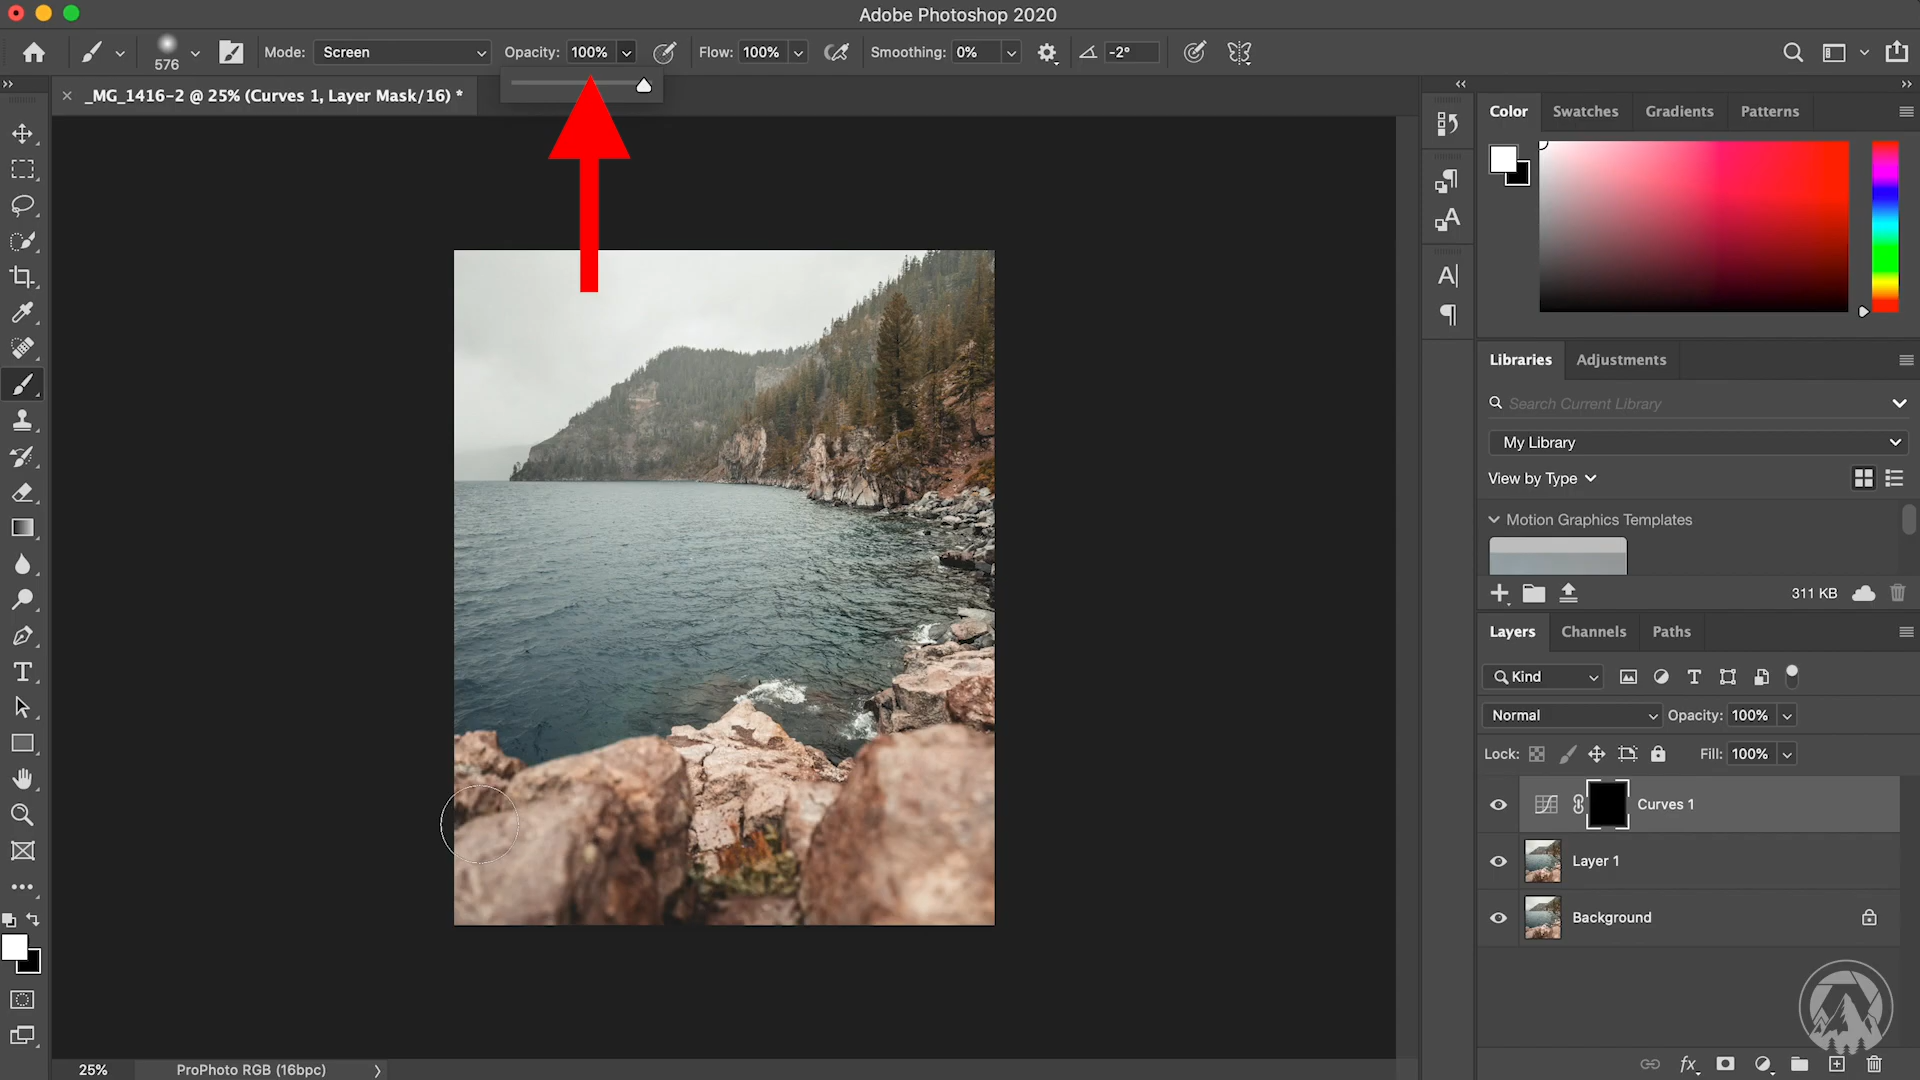 Adobe Photoshop 2020
576
Mode: Screen
Opacity: 100%
Flow: 100%
Smoothing: 0%
-2°
_MG_1416-2 @ 25% (Curves 1, Layer Mask/16) *
Color
Swatches
Gradients
Patterns
Libraries
Adjustments
Search Current Library
My Library
View by Type
Motion Graphics Templates
311 KB
Layers
Channels
Paths
Kind
Normal
Opacity: 100%
Lock:
Fill: 100%
Curves 1
Layer 1
Background
fx
25%
ProPhoto RGB (16bpc)